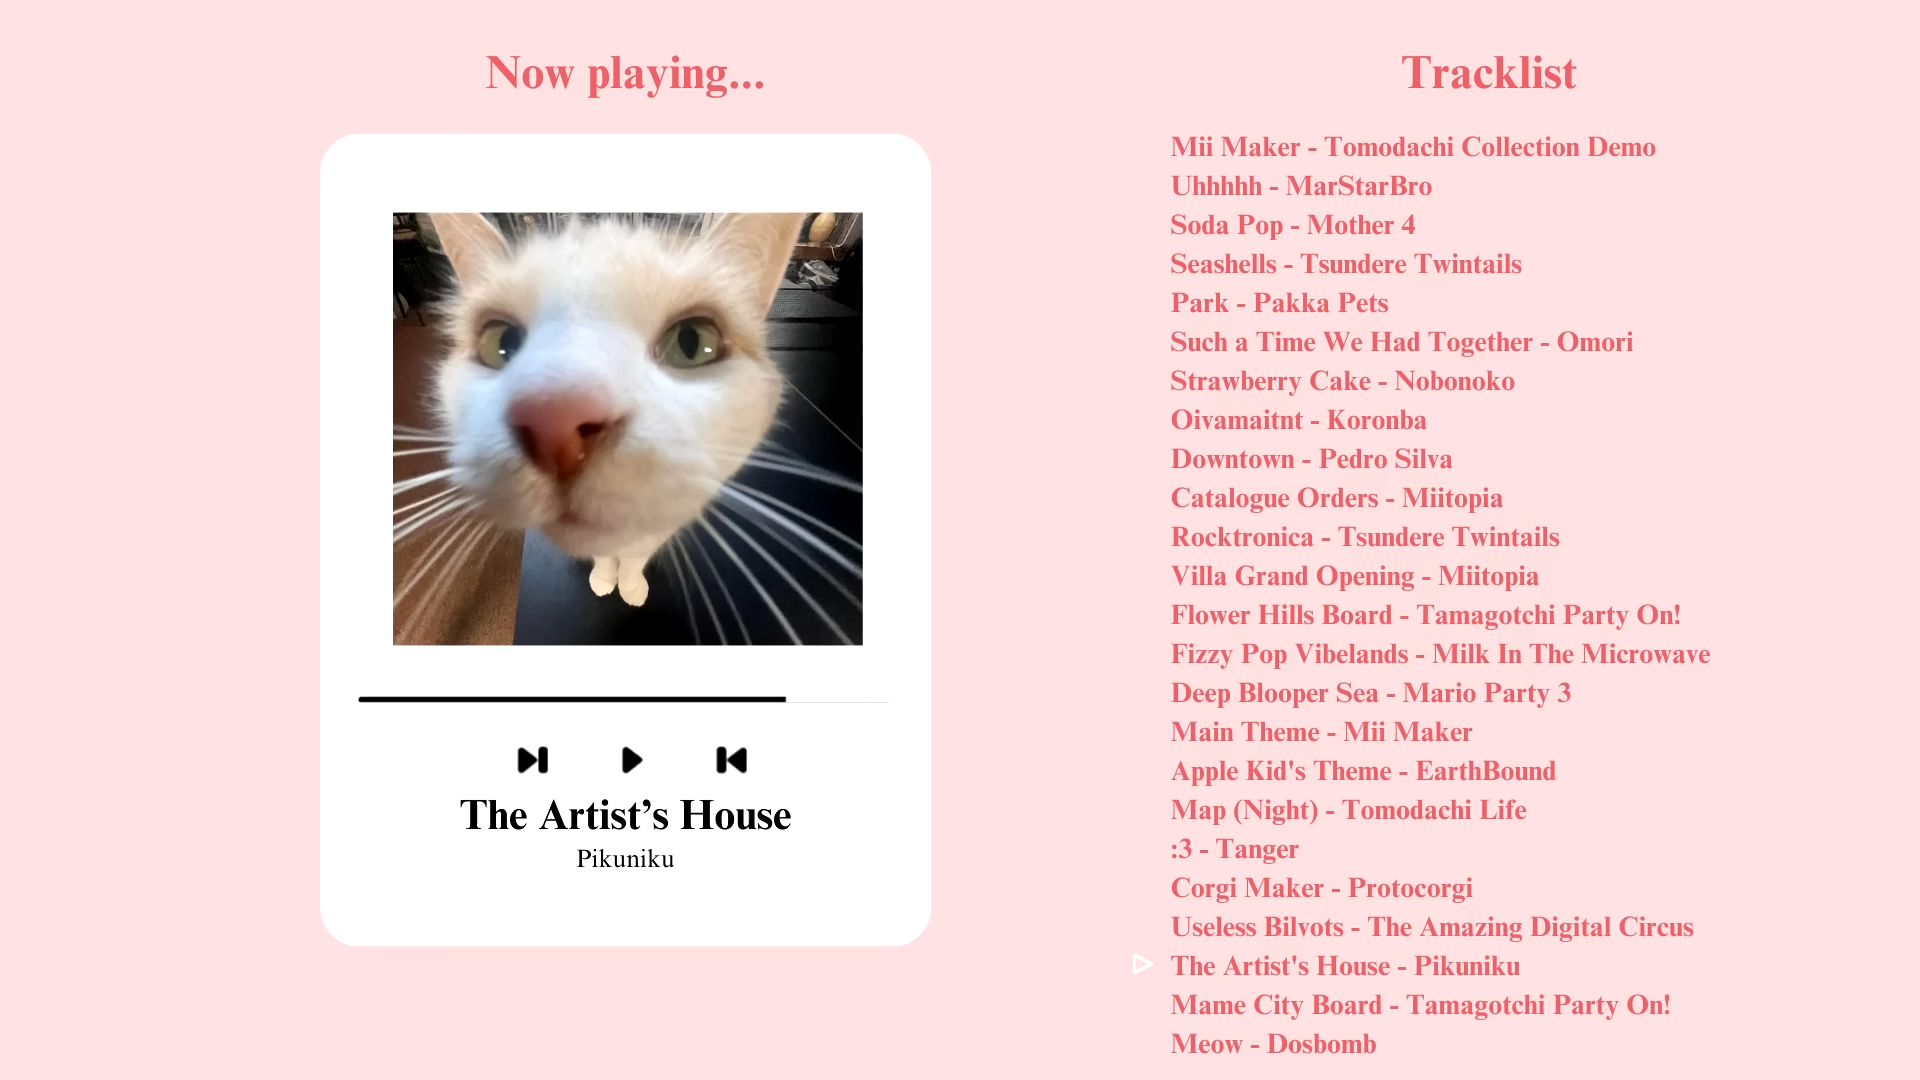 Now playing...
The Artist’s House
Pikuniku
Tracklist
Mii Maker - Tomodachi Collection Demo
Uhhhhh - MarStarBro
Soda Pop - Mother 4
Seashells - Tsundere Twintails
Park - Pakka Pets
Such a Time We Had Together - Omori
Strawberry Cake - Nobonoko
Oivamaitnt - Koronba
Downtown - Pedro Silva
Catalogue Orders - Miitopia
Rocktronica - Tsundere Twintails
Villa Grand Opening - Miitopia
Flower Hills Board - Tamagotchi Party On!
Fizzy Pop Vibelands - Milk In The Microwave
Deep Blooper Sea - Mario Party 3
Main Theme - Mii Maker
Apple Kid's Theme - EarthBound
Map (Night) - Tomodachi Life
:3 - Tanger
Corgi Maker - Protocorgi
Useless Bilvots - The Amazing Digital Circus
The Artist's House - Pikuniku
Mame City Board - Tamagotchi Party On!
Meow - Dosbomb